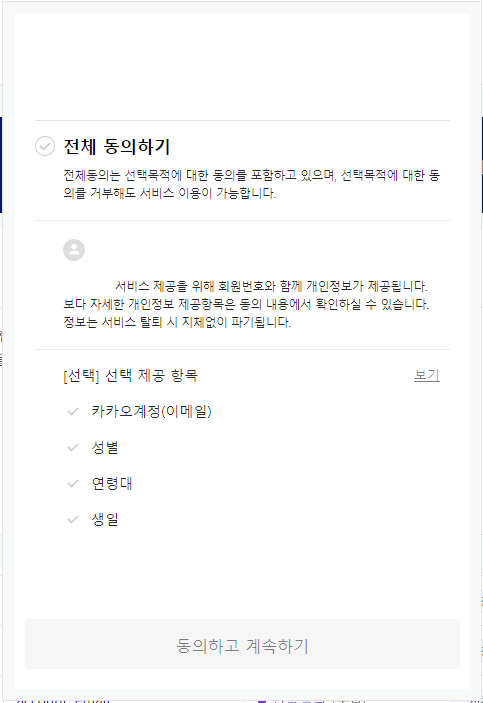 전체 동의하기
전체동의는 선택목적에 대한 동의를 포함하고 있으며, 선택목적에 대한 동
의를 거부해도 서비스 이용이 가능합니다.
서비스 제공을 위해 회원번호와 함께 개인정보가 제공됩니다.
보다 자세한 개인정보 제공항목은 동의 내용에서 확인하실 수 있습니다.
정보는 서비스 탈퇴 시 지체없이 파기됩니다.
[선택] 선택 제공 항목 보기
카카오계정(이메일)
성별
연령대
생일
동의하고 계속하기